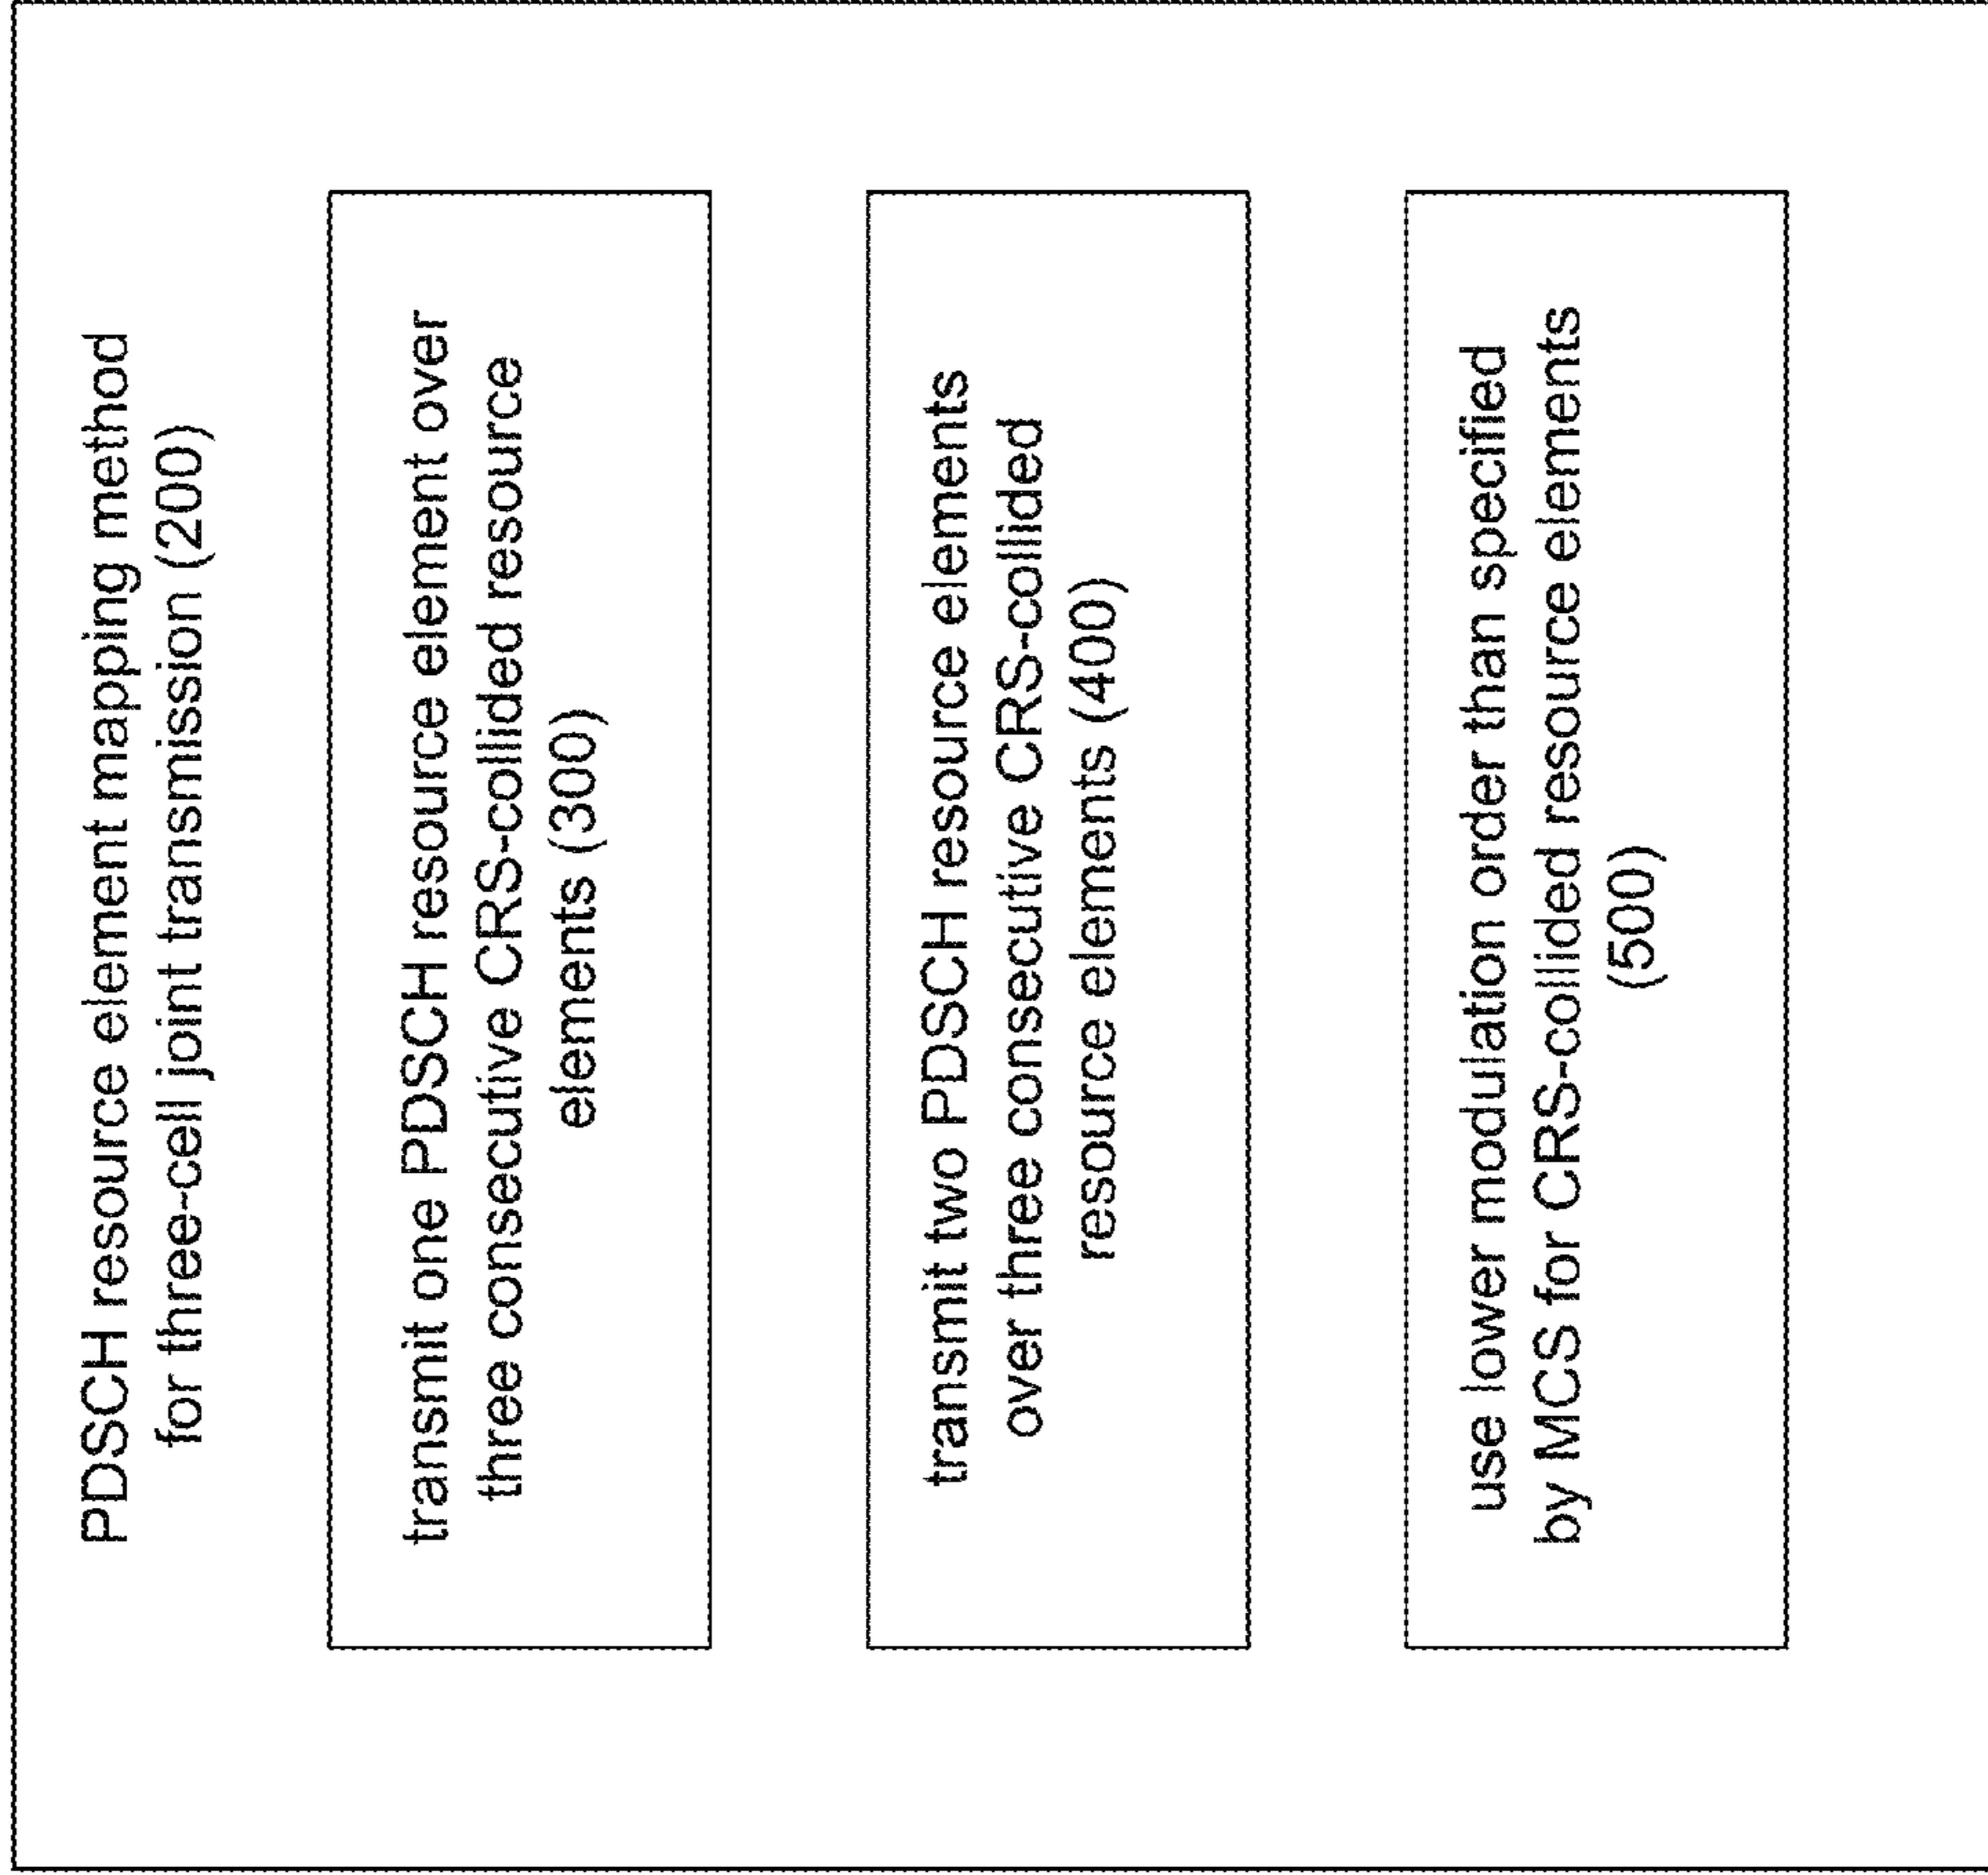 PDSCH resource element mapping method
for three-cell joint transmission (200)
transmit one PDSCH resource element over
three consecutive CRS-collided resource
elements (300)
transmit two PDSCH resource elements
over three consecutive CRS-collided
resource elements (400)
use lower modulation order than specified
by MCS for CRS-collided resource elements
(500)